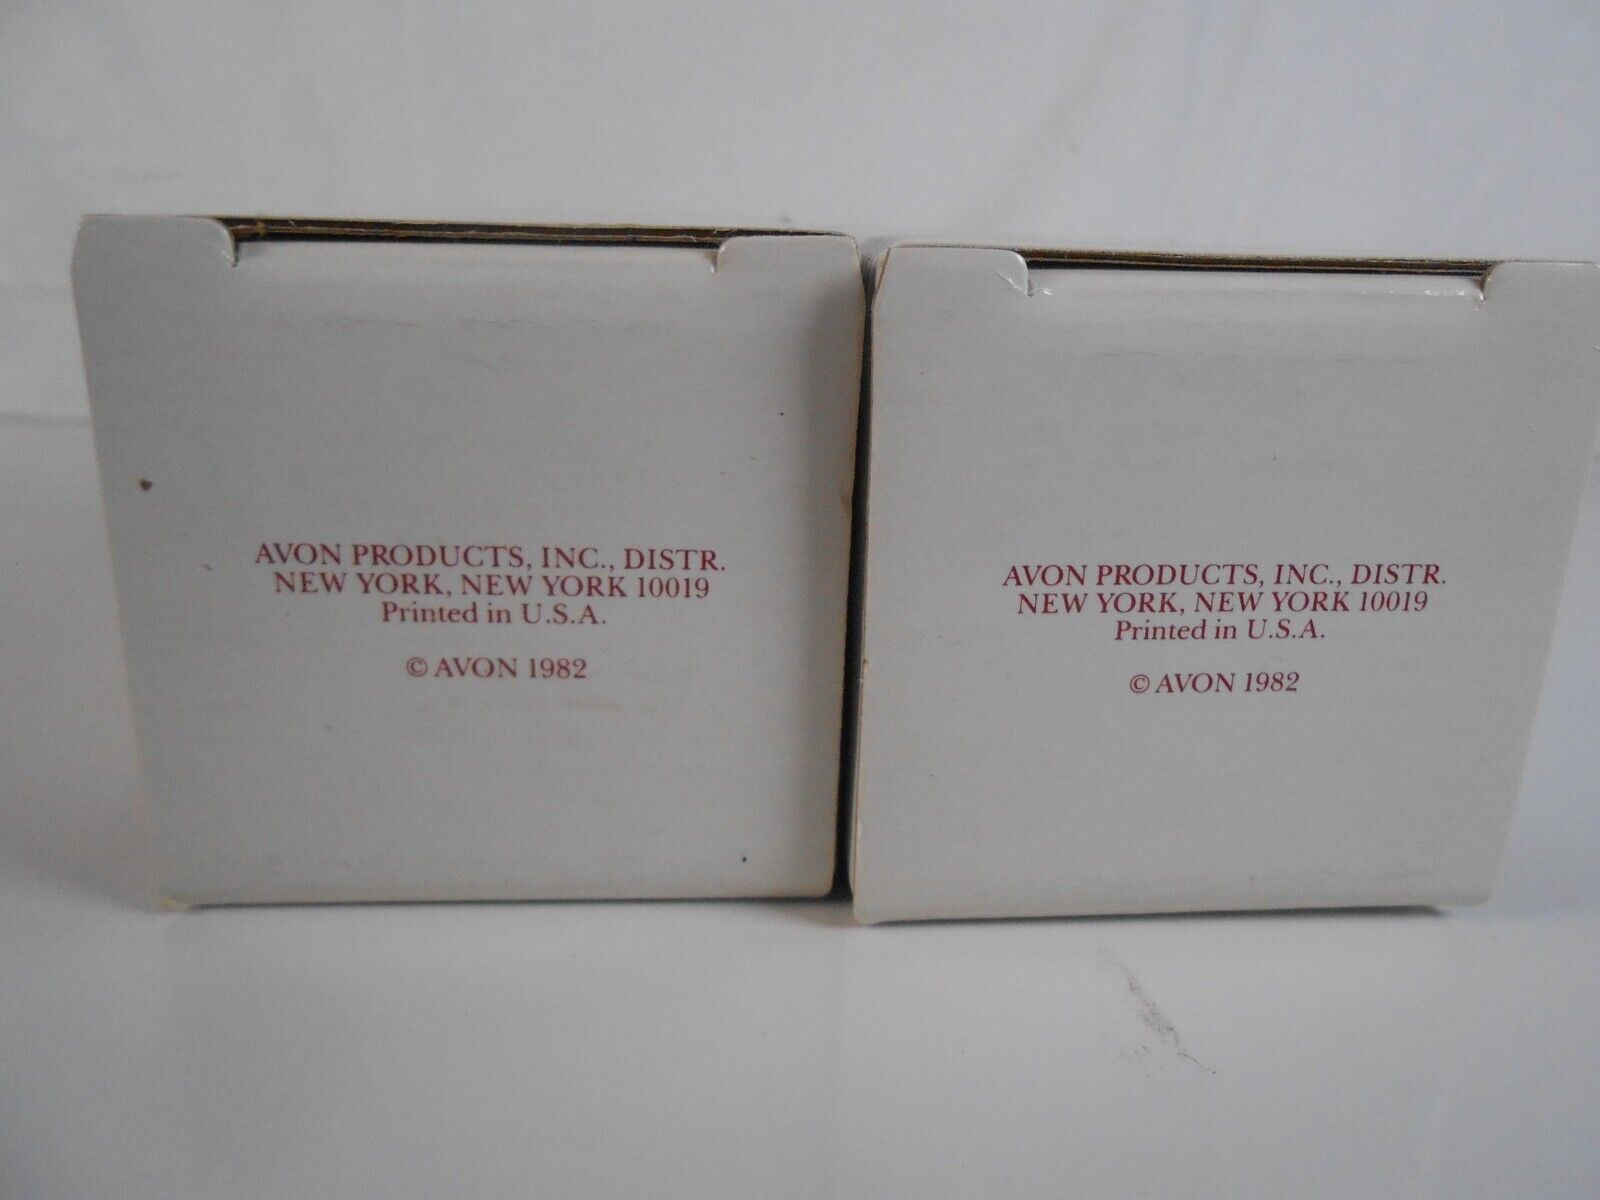 AVON PRODUCTS, INC., DISTR.
NEW YORK, NEW YORK 10019
Printed in U.S.A.
© AVON 1982
AVON PRODUCTS, INC., DISTR.
NEW YORK, NEW YORK 10019
Printed in U.S.A.
© AVON 1982